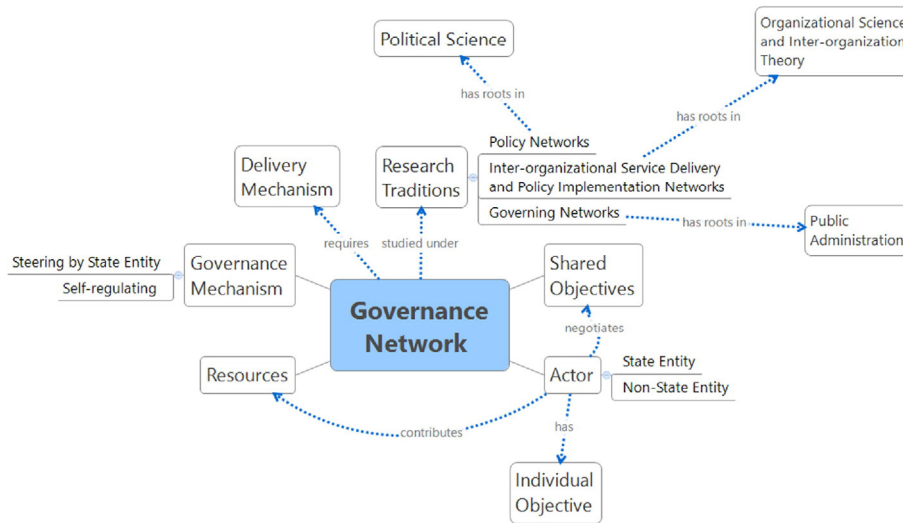 Political Science
Organizational Science
and Inter-organization
Theory
has roots in
has roots in
Policy Networks
Delivery
Mechanism
Research
Traditions
Inter-organizational Service Delivery
and Policy Implementation Networks
Governing Networks
has roots in
Public
Administration
requires
studied under
Steering by State Entity
Self-regulating
Governance
Mechanism
Shared
Objectives
Governance
Network
negotiates
Resources
Actor
State Entity
Non-State Entity
contributes
has
Individual
Objective